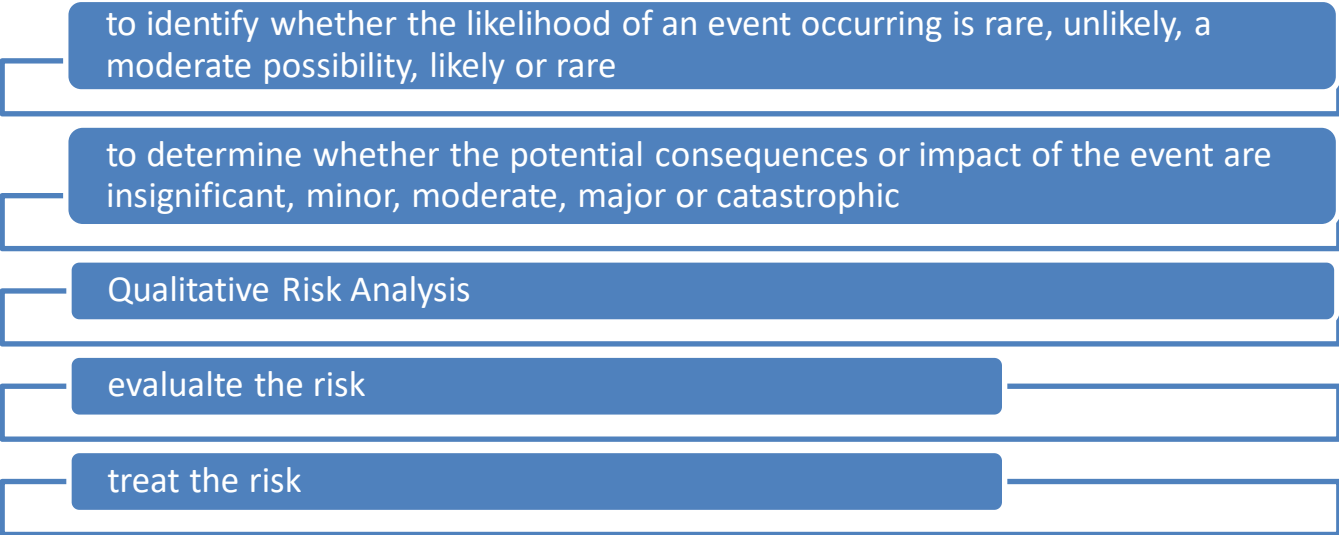 to identify whether the likelihood of an event occurring is rare, unlikely, a
moderate possibility, likely or rare
to determine whether the potential consequences or impact of the event are
insignificant, minor, moderate, major or catastrophic
Qualitative Risk Analysis
evalualte the risk
treat the risk